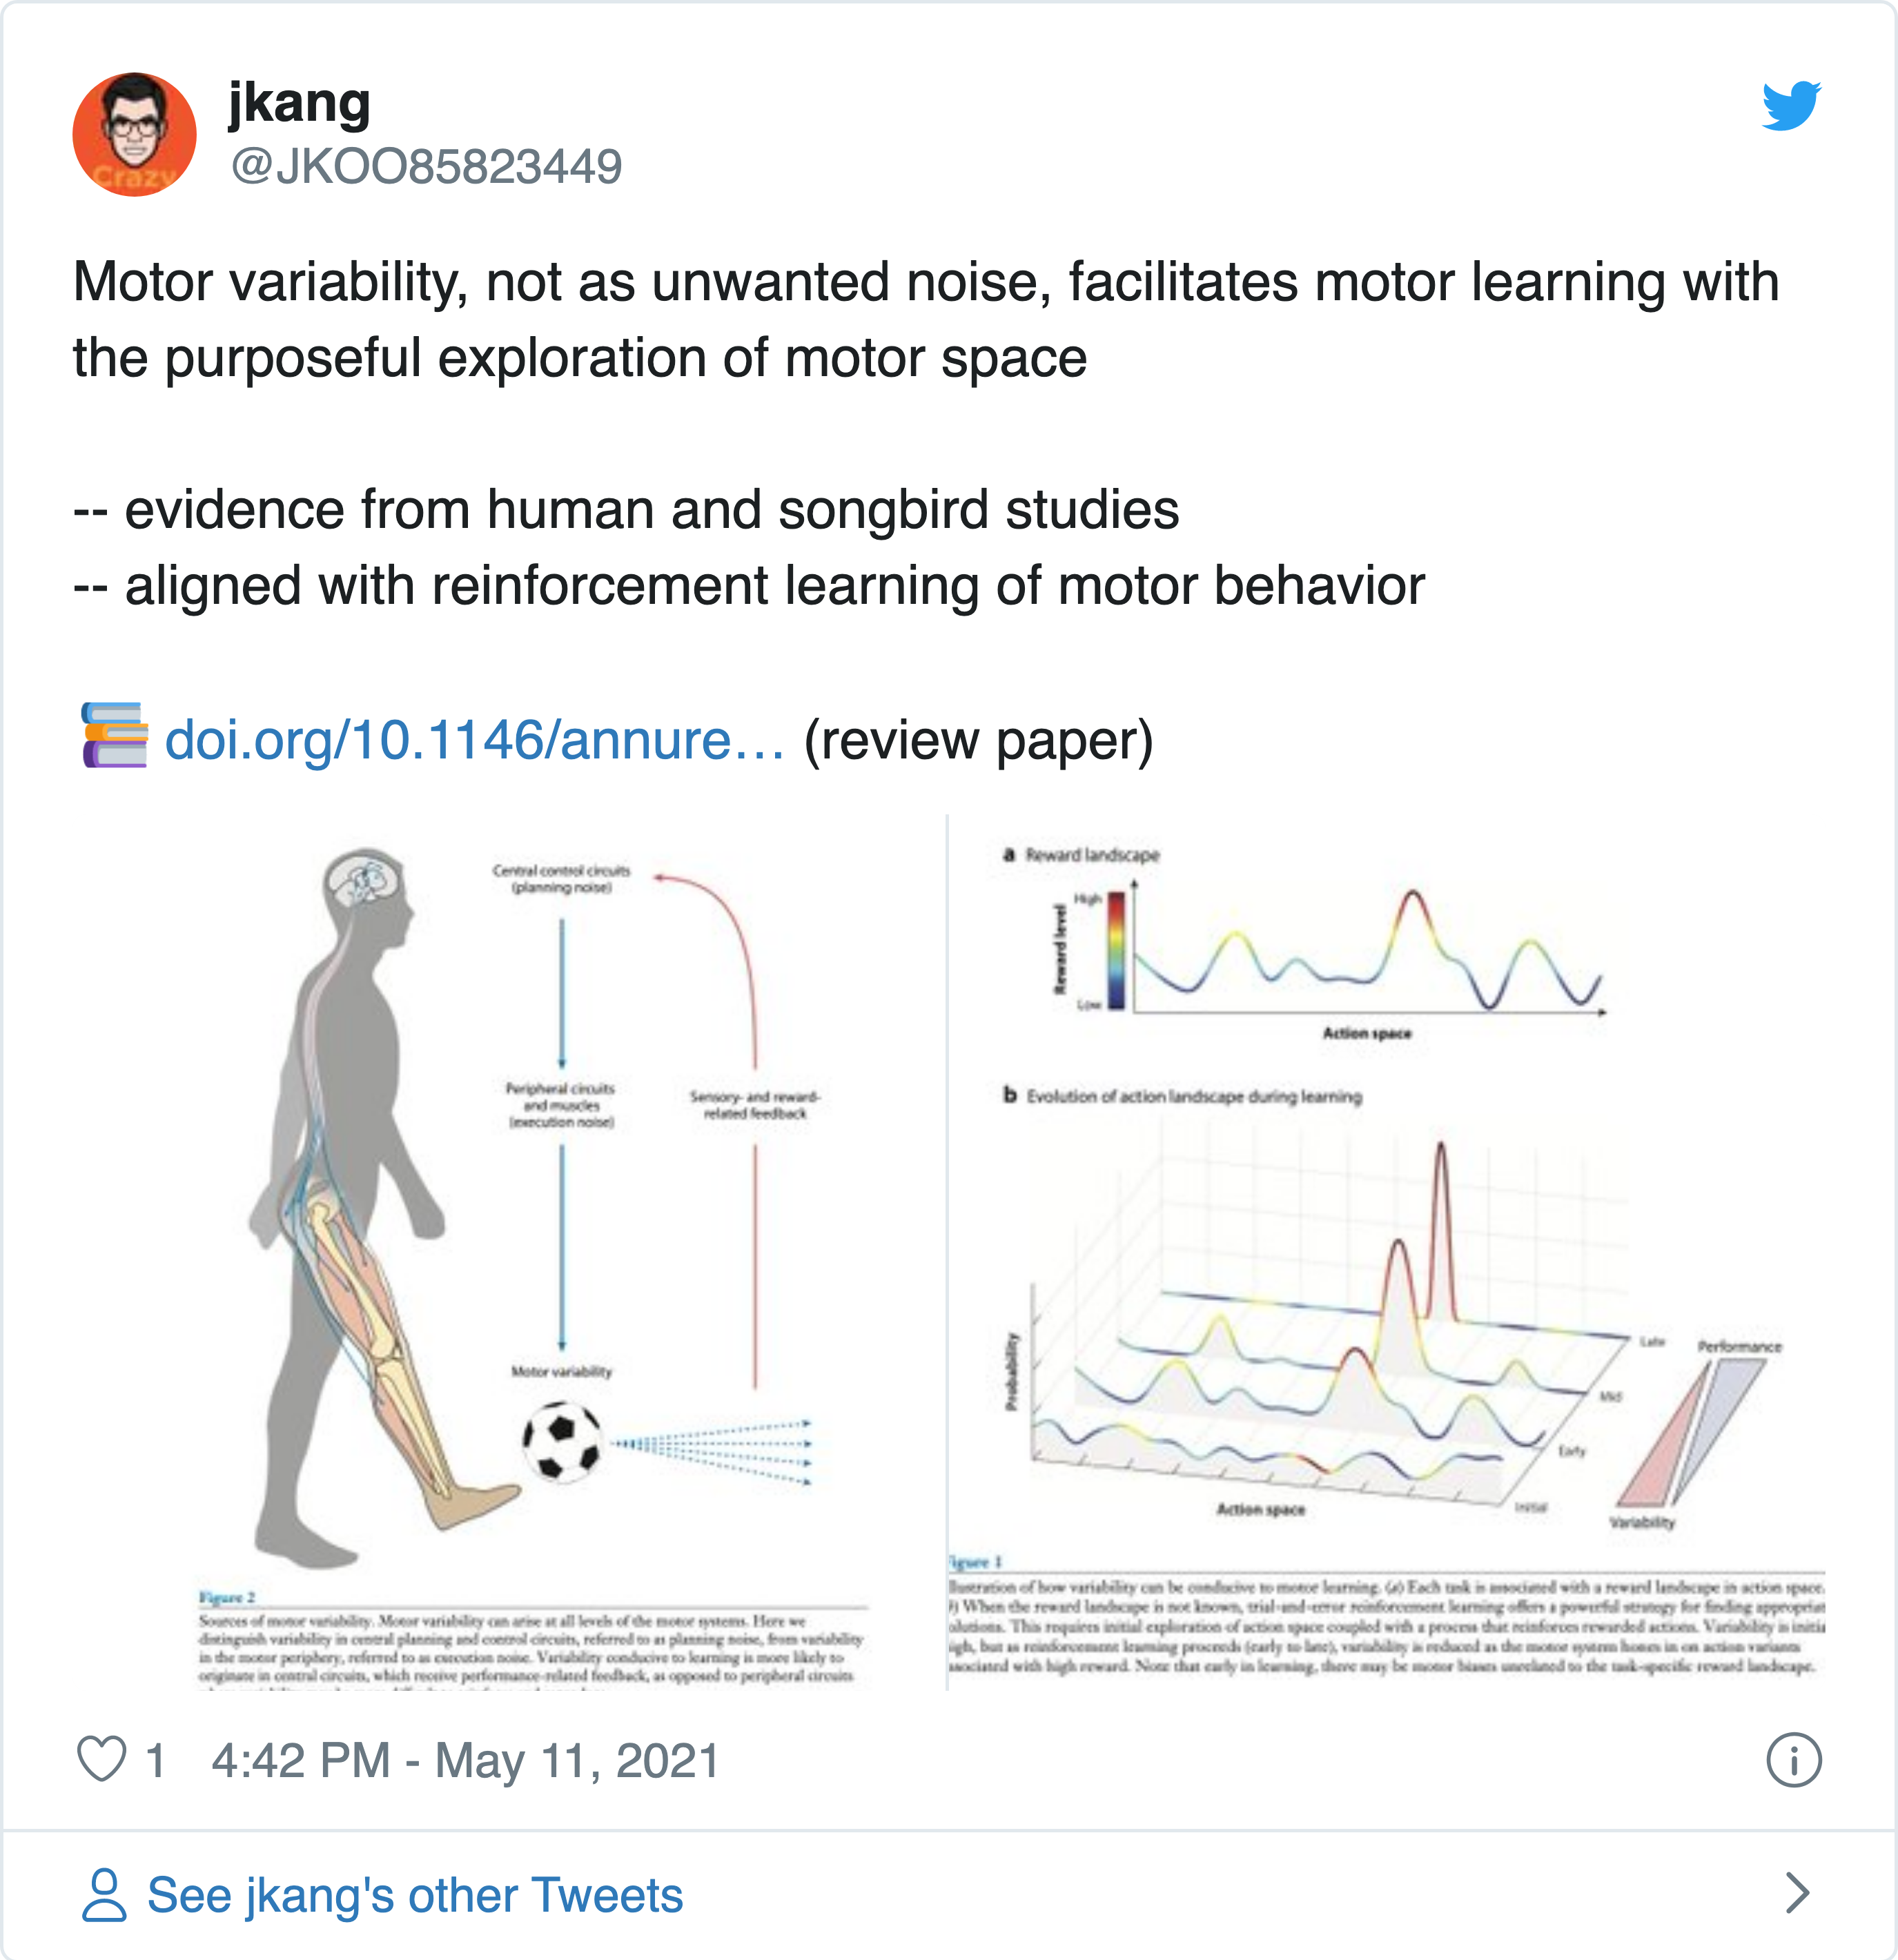 jkang
@JKOO85823449
Crazy
Motor variability, not as unwanted noise, facilitates motor learning with
the purposeful exploration of motor space
-- evidence from human and songbird studies
-- aligned with reinforcement learning of motor behavior
doi.org/10.1146/annure… (review paper)
Central control circuits
(planning noise)
Peripheral circuits
and muscles
(execution noise)
Sensory- and reward-
related feedback
Motor variability
Figure 2
Sources of motor variability. Motor variability can arise at all levels of the motor systems. Here we
distinguish variability in central planning and control circuits, referred to as planning noise, from variability
in the motor periphery, referred to as execution noise. Variability conducive to learning is more likely to
originate in central circuits, which receive performance-related feedback, as opposed to peripheral circuits
a Reward landscape
High
Reward level
Low
Action space
b Evolution of action landscape during learning
Probability
Late
Performance
Mid
Early
Initial
Action space
Variability
igure 1
llustration of how variability can be conducive to motor learning. (a) Each task is associated with a reward landscape in action space.
) When the reward landscape is not known, trial-and-error reinforcement learning offers a powerful strategy for finding appropriat
olutions. This requires initial exploration of action space coupled with a process that reinforces rewarded actions. Variability is initia
igh, but as reinforcement learning proceeds (early to late), variability is reduced as the motor system hones in on action variants
ssociated with high reward. Note that early in learning, there may be motor biases unrelated to the task-specific reward landscape.
1 4:42 PM - May 11, 2021
See jkang's other Tweets